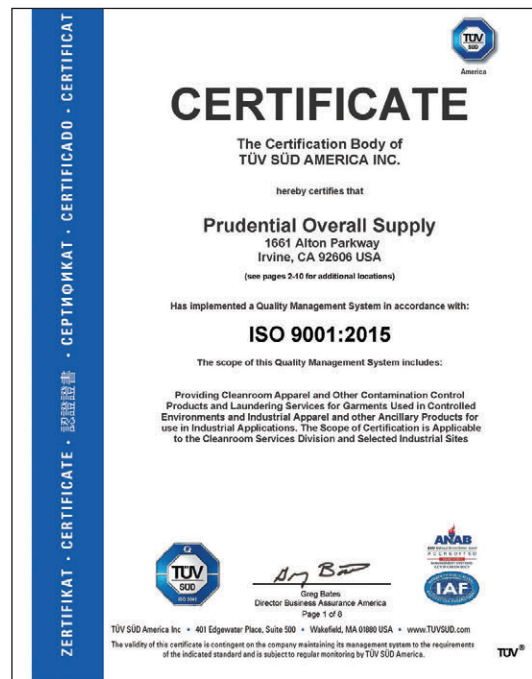 TÜV
SÜD
America
CERTIFICATE
The Certification Body of
TÜV SÜD AMERICA INC.
hereby certifies that
Prudential Overall Supply
1661 Alton Parkway
Irvine, CA 92606 USA
(see pages 2-10 for additional locations)
Has implemented a Quality Management System in accordance with:
ISO 9001:2015
The scope of this Quality Management System includes:
Providing Cleanroom Apparel and Other Contamination Control
Products and Laundering Services for Garments Used in Controlled
Environments and Industrial Apparel and other Ancillary Products for
use in Industrial Applications. The Scope of Certification is Applicable
to the Cleanroom Services Division and Selected Industrial Sites
TÜV
SÜD
ISO 9001
ANAB
ACCREDITED
IAF
Greg Bates
Director Business Assurance America
Page 1 of 8
TÜV SÜD America Inc • 401 Edgewater Place, Suite 500 • Wakefield, MA 01880 USA • www.TUVSUD.com
The validity of this certificate is contingent on the company maintaining its management system to the requirements
of the indicated standard and is subject to regular monitoring by TÜV SÜD America.
TÜV®
ZERTIFIKAT · CERTIFICATE · 認證證書 · СЕРТИФИКАТ · CERTIFICADO · CERTIFICAT